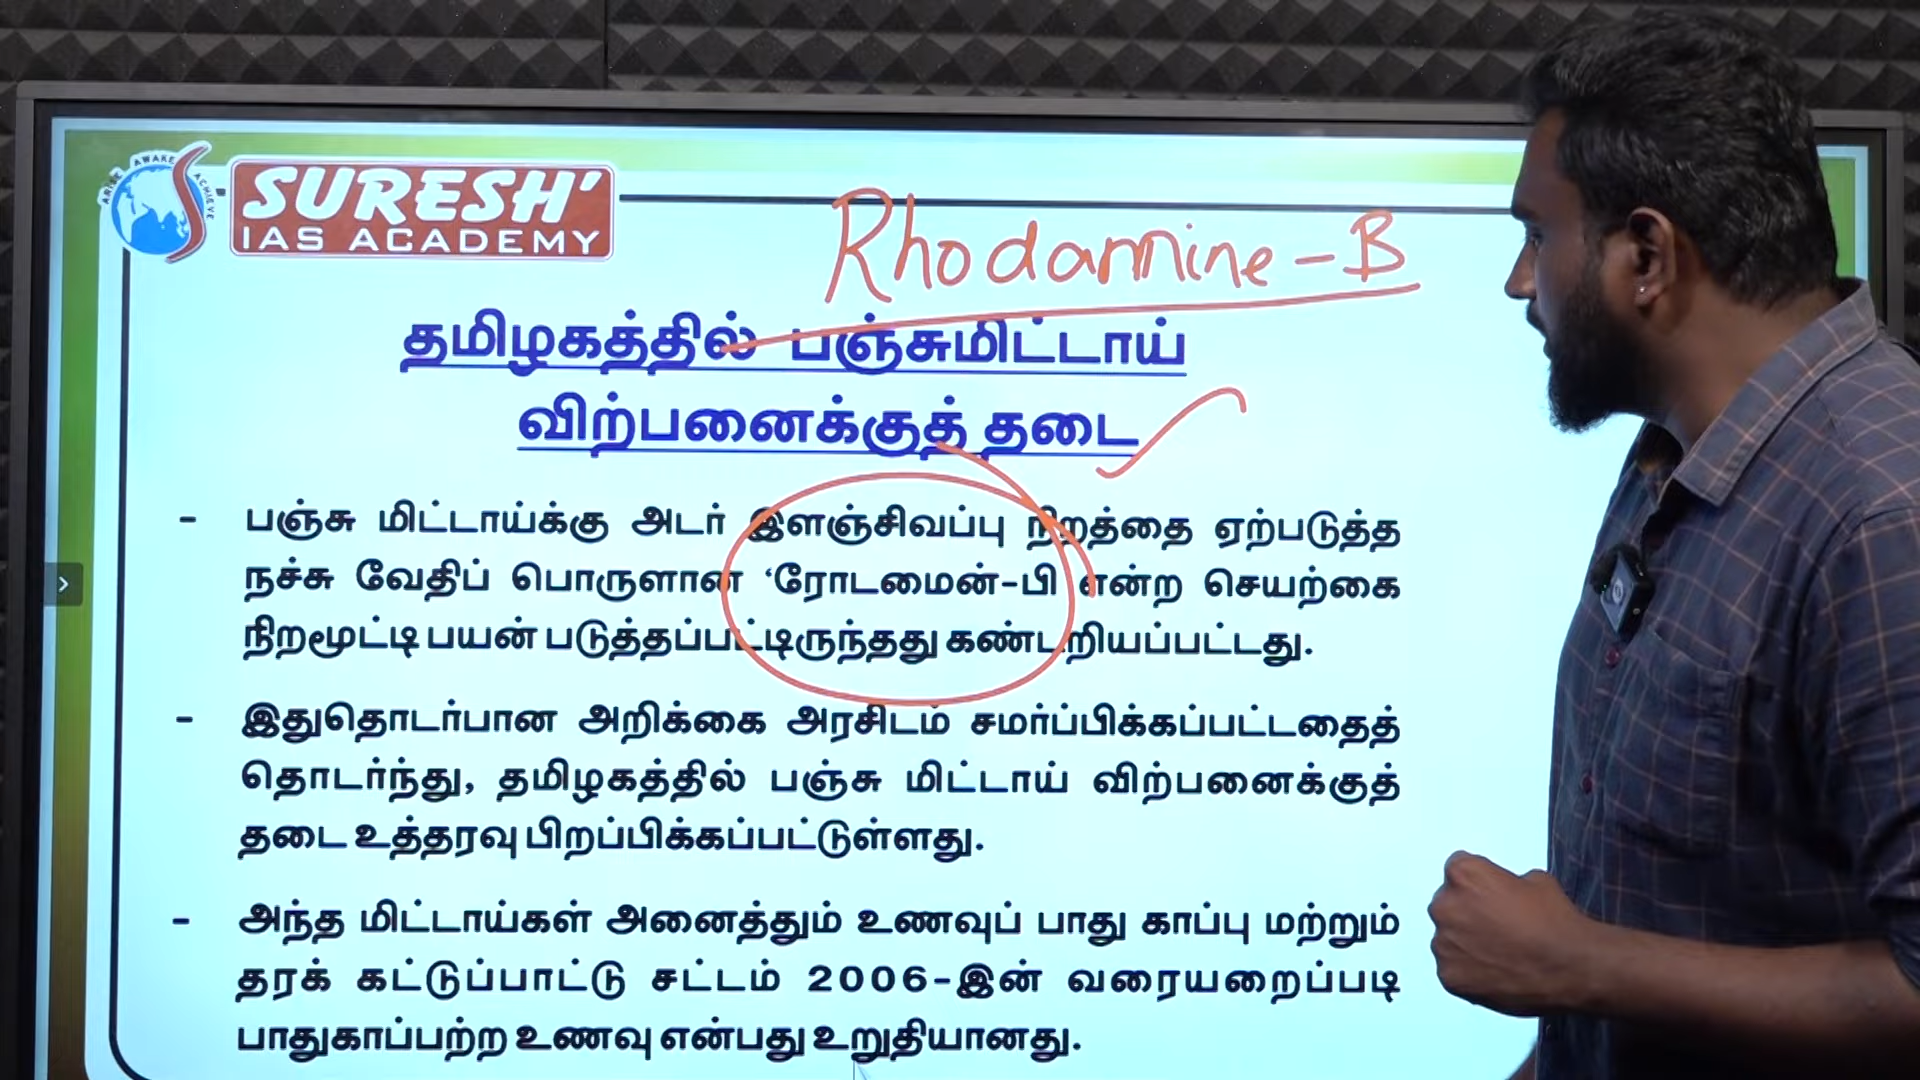 ARISE AWAKE ACHIEVE
SURESH'
IAS ACADEMY
Rhodamine-B
தமிழகத்தில் பஞ்சுமிட்டாய்
விற்பனைக்குத் தடை
- பஞ்சு மிட்டாய்க்கு அடர் இளஞ்சிவப்பு நிறத்தை ஏற்படுத்த
நச்சு வேதிப் பொருளான ‘ரோடமைன்-பி என்ற செயற்கை
நிறமூட்டி பயன் படுத்தப்பட்டிருந்தது கண்டறியப்பட்டது.
- இதுதொடர்பான அறிக்கை அரசிடம் சமர்ப்பிக்கப்பட்டதைத்
தொடர்ந்து, தமிழகத்தில் பஞ்சு மிட்டாய் விற்பனைக்குத்
தடை உத்தரவு பிறப்பிக்கப்பட்டுள்ளது.
- அந்த மிட்டாய்கள் அனைத்தும் உணவுப் பாது காப்பு மற்றும்
தரக் கட்டுப்பாட்டு சட்டம் 2006-இன் வரையறைப்படி
பாதுகாப்பற்ற உணவு என்பது உறுதியானது.